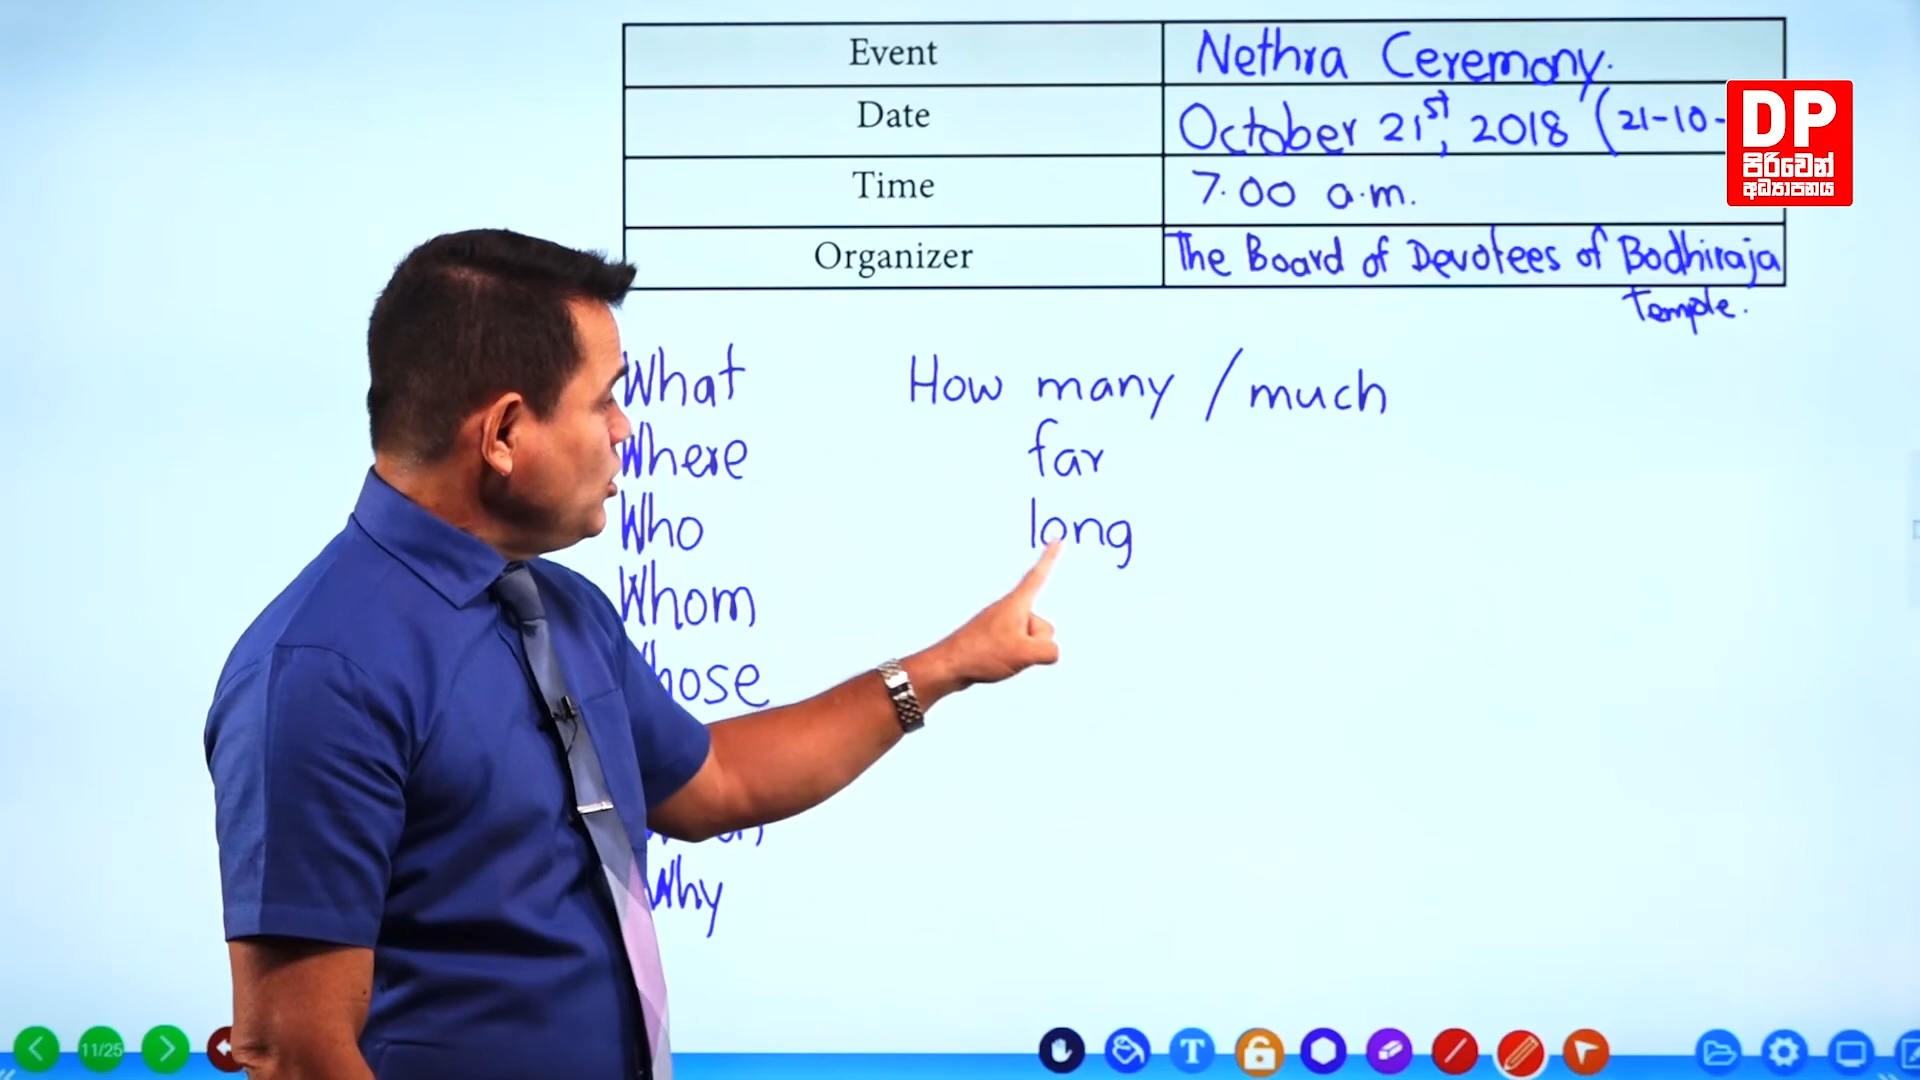 Event Nethra Ceremony.
Date October 21st, 2018 (21-10-
Time 7.00 a.m.
Organizer The Board of Devotees of Bodhiraja
temple.
DP
පිරිවෙන්
අධ්‍යාපනය
What How many / much
Where far
Who long
Whom
Why
11/25
T